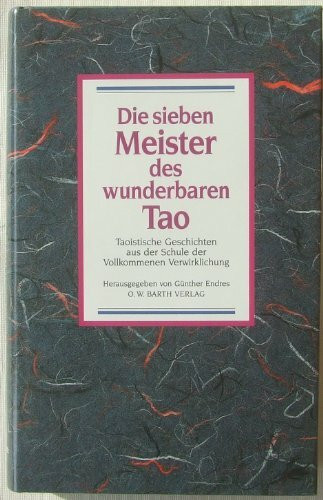 Die sieben
Meister
des
wunderbaren
Tao
Taoistische Geschichten
aus der Schule der
Vollkommenen Verwirklichung
Herausgegeben von Günther Endres
O. W. BARTH VERLAG